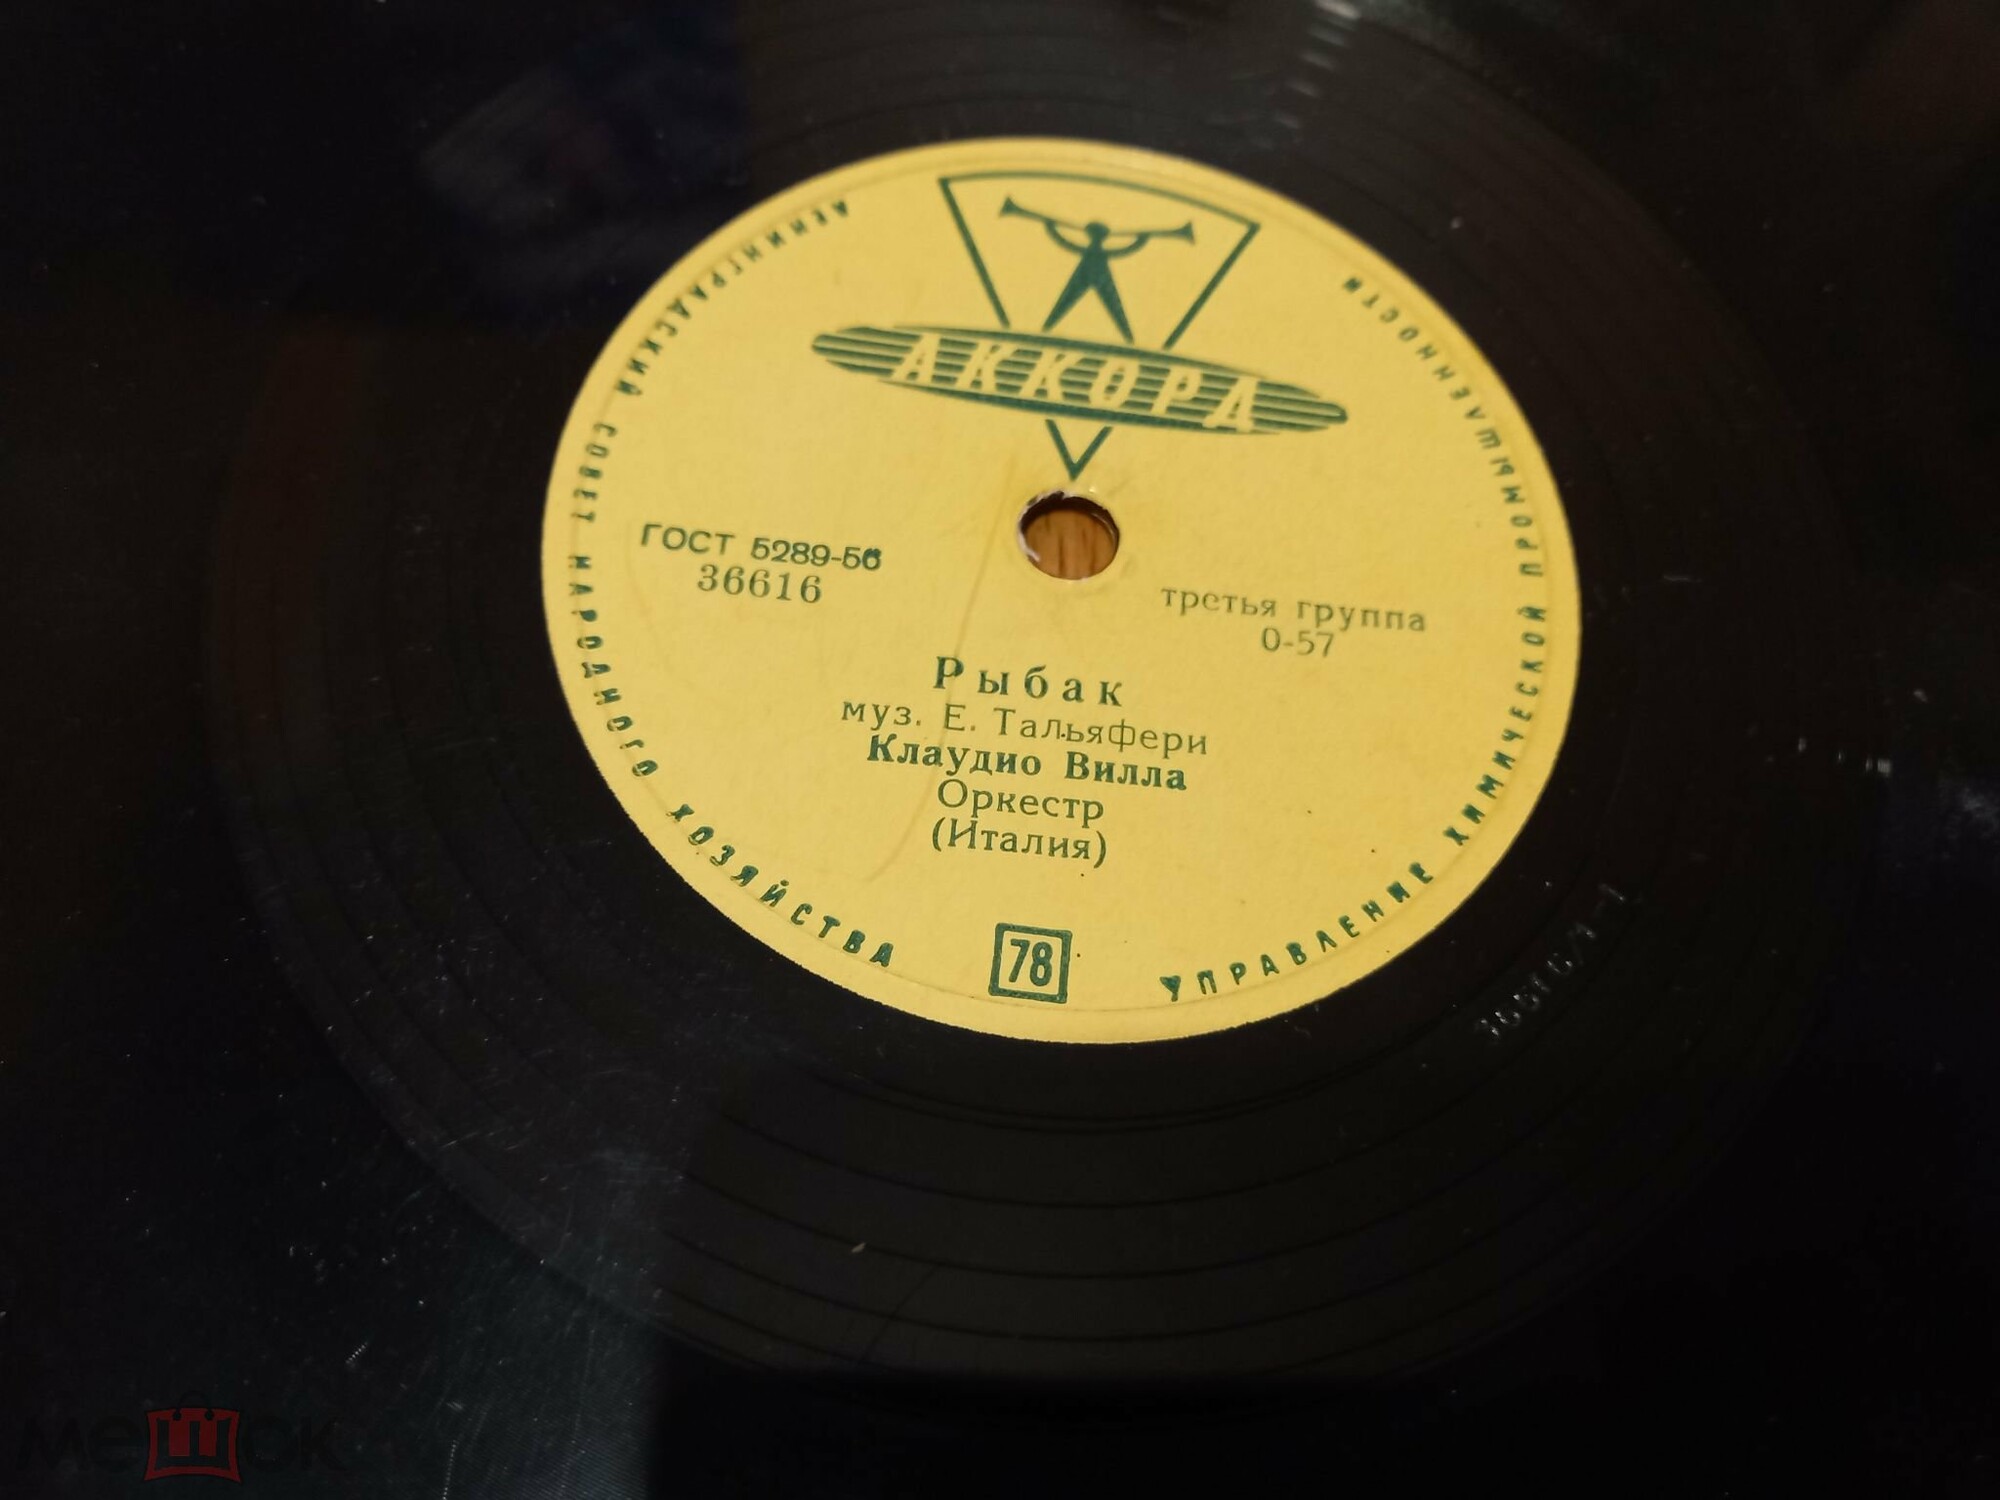 ЛЕНИНГРАДСКИЙ СОВЕТ НАРОДНОГО ХОЗЯЙСТВА
УПРАВЛЕНИЕ ХИМИЧЕСКОЙ ПРОМЫШЛЕННОСТИ
АККОРД
ГОСТ 5289-56
36616
третья группа
0-57
Рыбак
муз. Е. Тальяфери
Клаудио Вилла
Оркестр
(Италия)
78
мешок